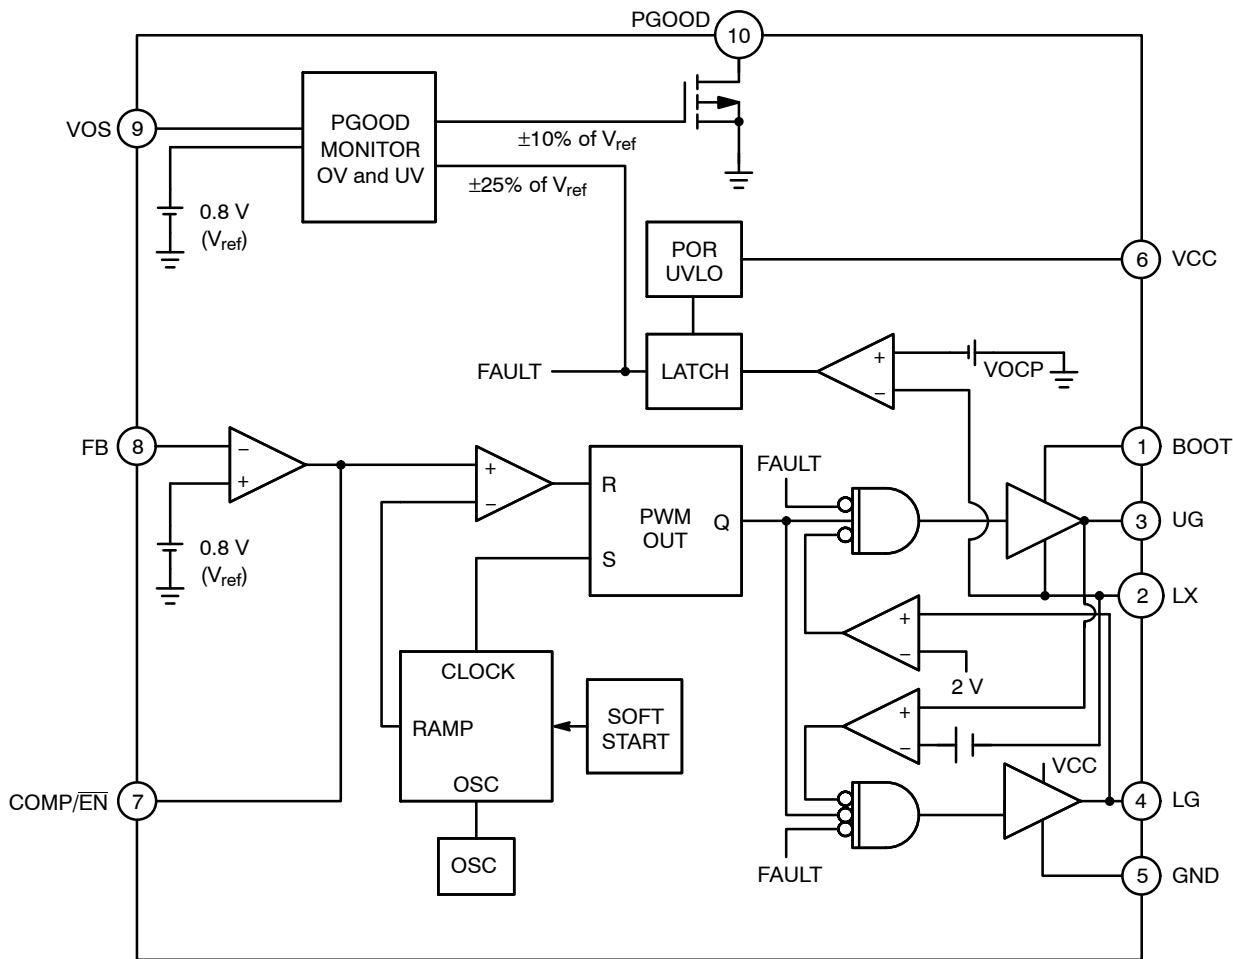 PGOOD
10
VOS
9
PGOOD
MONITOR
OV and UV
±10% of Vref
±25% of Vref
0.8 V
(Vref)
POR
UVLO
6
VCC
FAULT
LATCH
+
−
VOCP
FB
8
−
+
0.8 V
(Vref)
+
−
R
S
PWM
OUT
Q
FAULT
1
BOOT
3
UG
2
LX
+
−
2 V
CLOCK
RAMP
OSC
SOFT
START
+
−
VCC
COMP/EN
7
4
LG
OSC
FAULT
5
GND